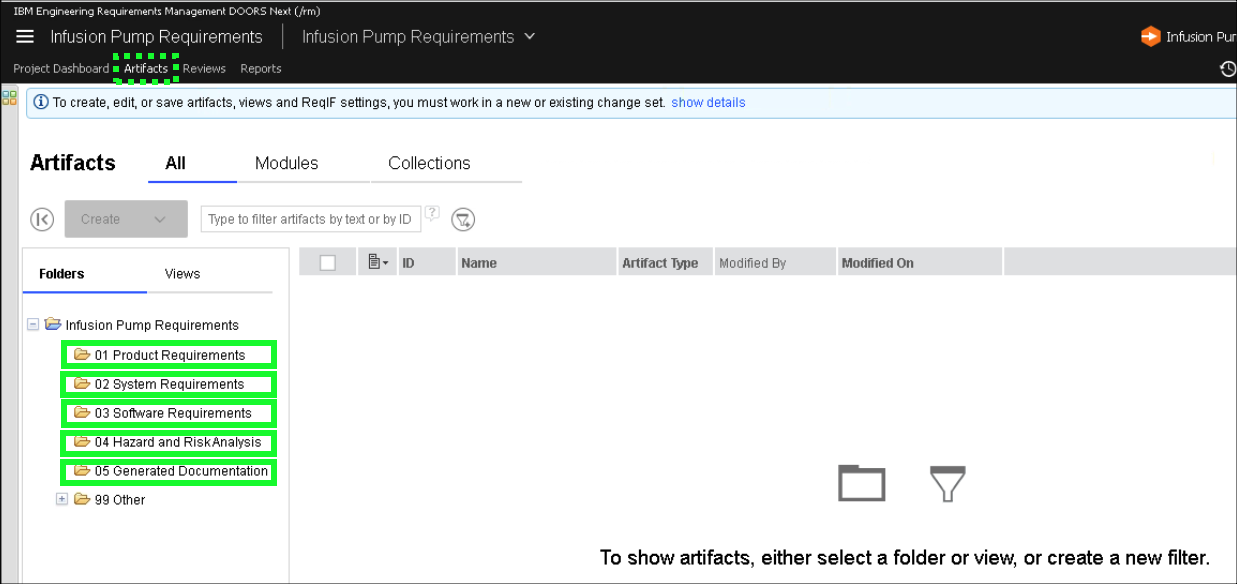 IBM Engineering Requirements Management DOORS Next (/rm)
Infusion Pump Requirements Infusion Pump Requirements Infusion Pur
Project Dashboard Artifacts Reviews Reports
To create, edit, or save artifacts, views and ReqIF settings, you must work in a new or existing change set. show details
Artifacts All Modules Collections
Create Type to filter artifacts by text or by ID ?
Folders Views
ID Name Artifact Type Modified By Modified On
Infusion Pump Requirements
01 Product Requirements
02 System Requirements
03 Software Requirements
04 Hazard and RiskAnalysis
05 Generated Documentation
99 Other
To show artifacts, either select a folder or view, or create a new filter.